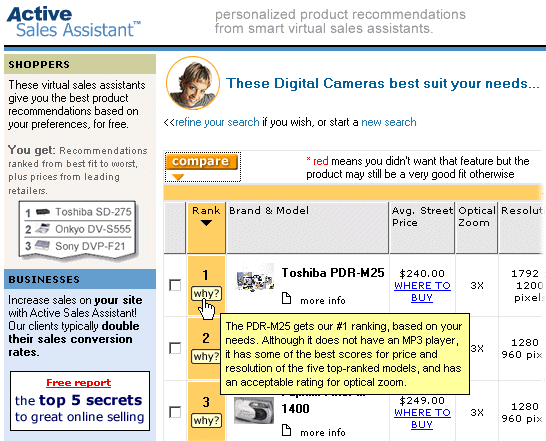 Active
Sales Assistant™
personalized product recommendations
from smart virtual sales assistants.
SHOPPERS
These virtual sales assistants
give you the best product
recommendations based on
your preferences, for free.
You get: Recommendations
ranked from best fit to worst,
plus prices from leading
retailers.
1 Toshiba SD-275
2 Onkyo DV-S555
3 Sony DVP-F21
BUSINESSES
Increase sales on your site
with Active Sales Assistant!
Our clients typically double
their sales conversion
rates.
Free report
the top 5 secrets
to great online selling
These Digital Cameras best suit your needs...
<<refine your search if you wish, or start a new search
compare
* red means you didn't want that feature but the
product may still be a very good fit otherwise
Rank Brand & Model Avg. Street Price Optical Zoom Resolut
1 why? Toshiba PDR-M25 more info $240.00 WHERE TO BUY 3X 1792 1200 pixels
The PDR-M25 gets our #1 ranking, based on your
needs. Although it does not have an MP3 player,
it has some of the best scores for price and
resolution of the five top-ranked models, and has
an acceptable rating for optical zoom.
2 why? 3X 1280 960 pix
3 why? 1400 more info $249.00 WHERE TO BUY 3X 1280 960 pix